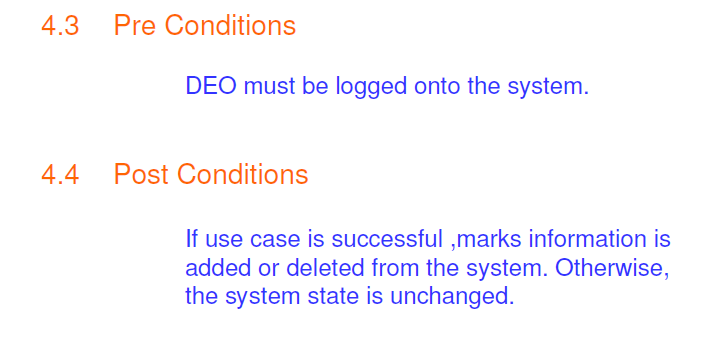 4.3 Pre Conditions
DEO must be logged onto the system.
4.4 Post Conditions
If use case is successful ,marks information is
added or deleted from the system. Otherwise,
the system state is unchanged.